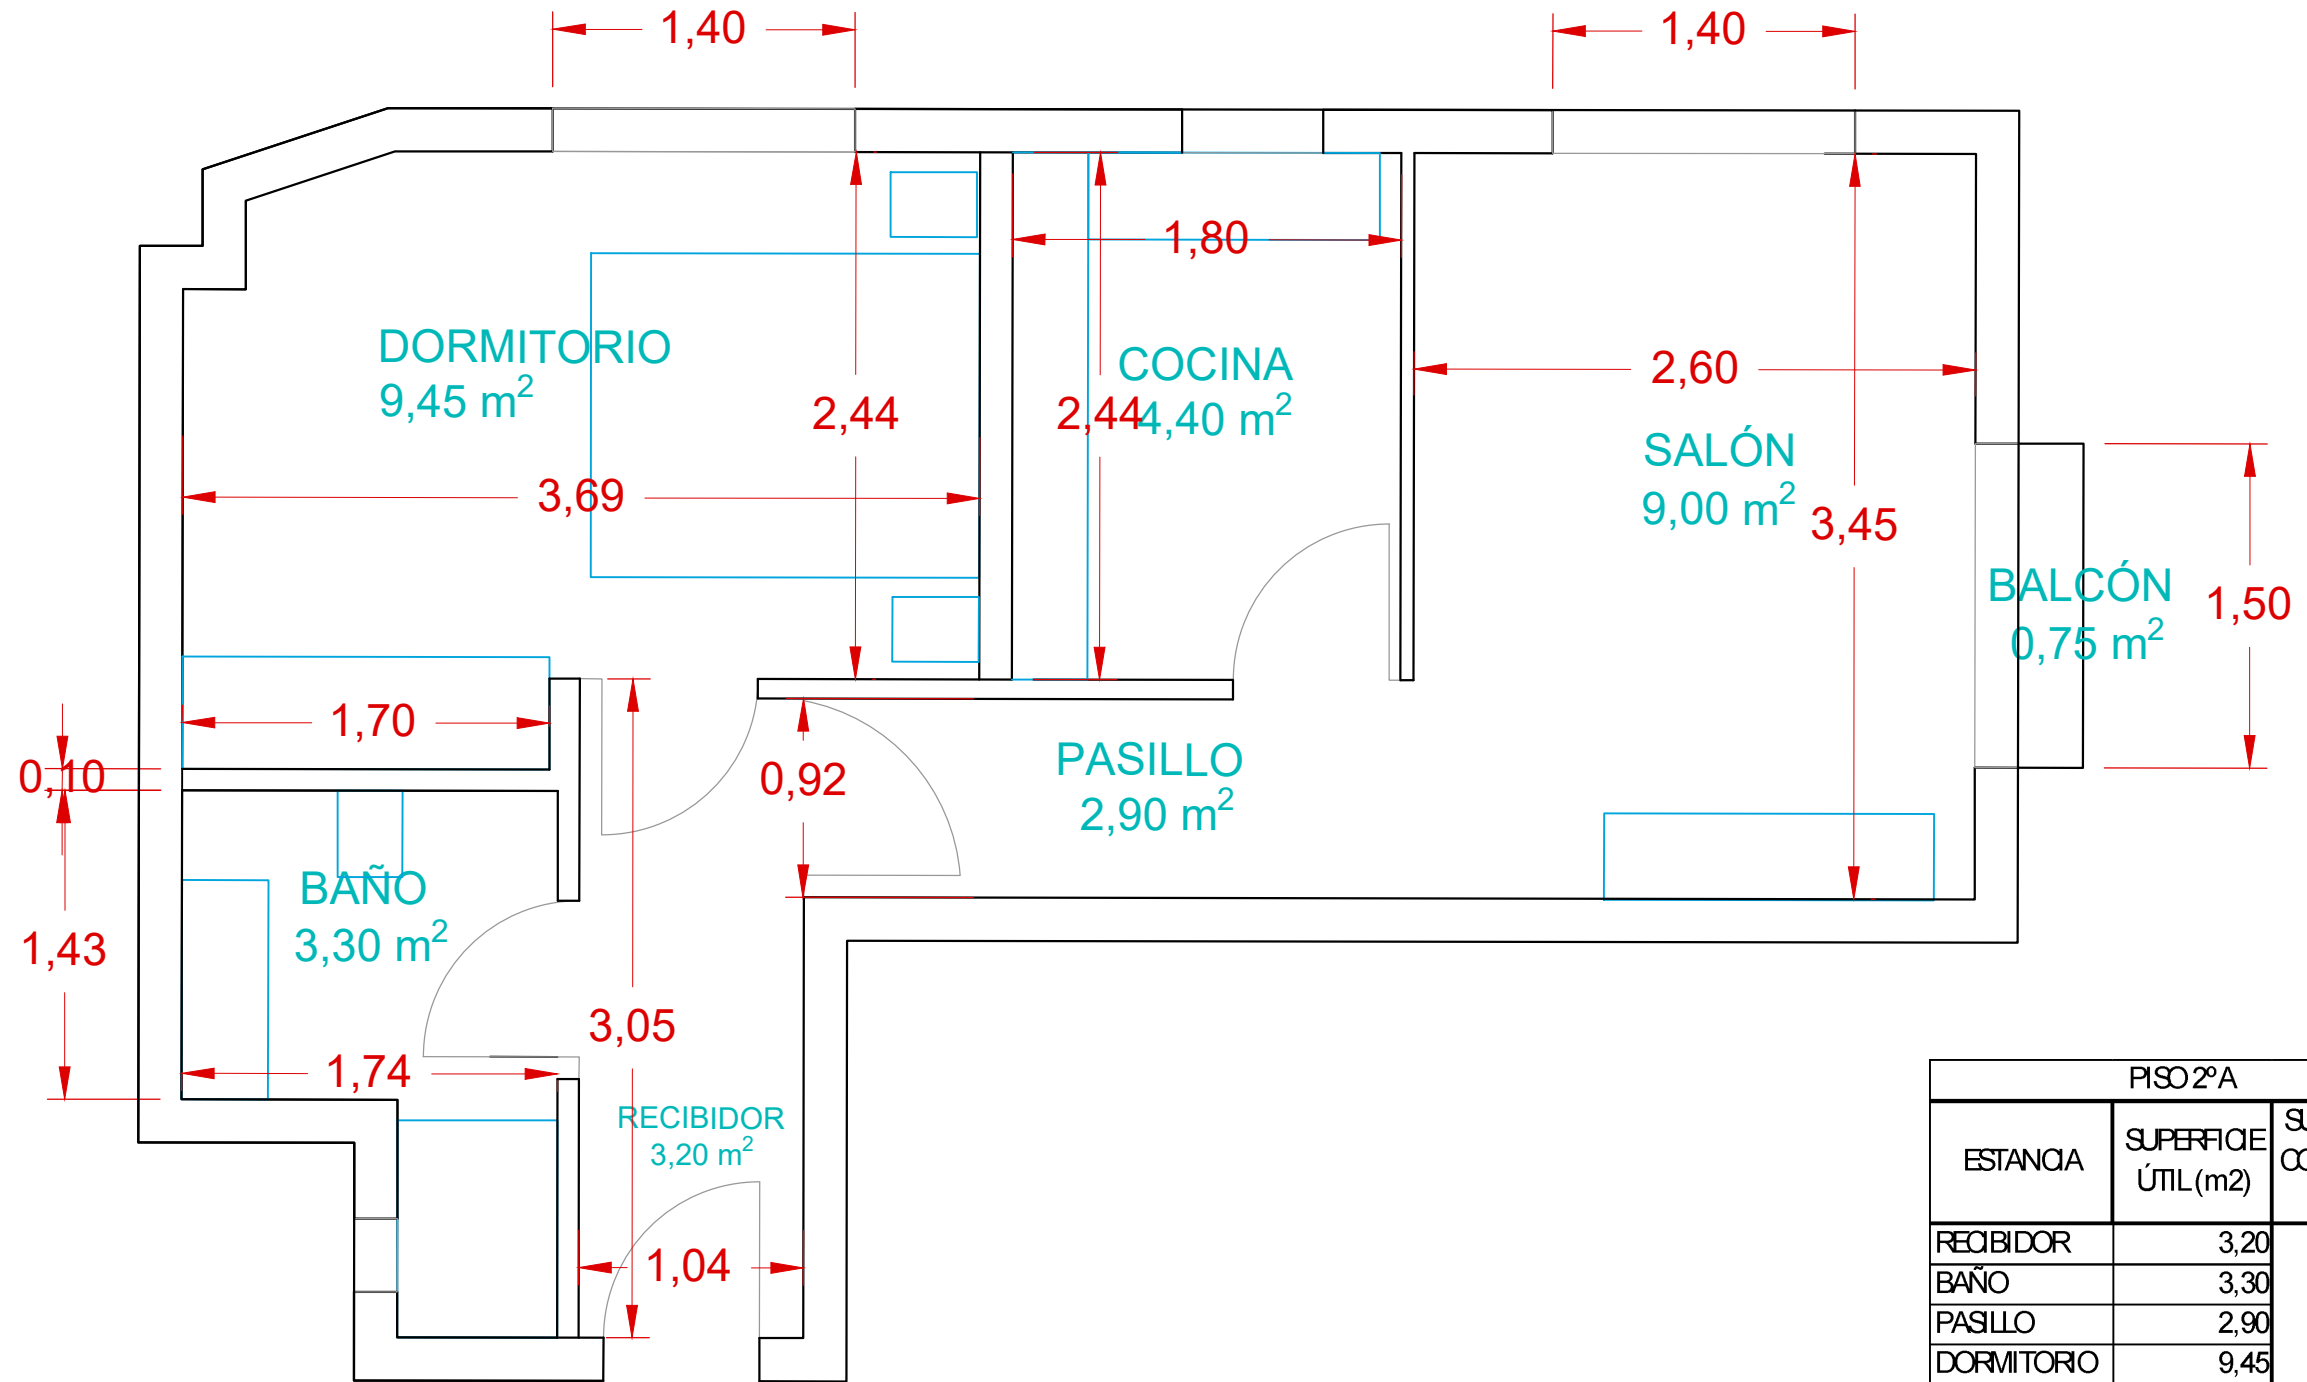 1,40
1,40
1,80
DORMITORIO
9,45 m²
2,44
COCINA
4,40 m²
2,44
2,60
SALÓN
9,00 m²
3,69
3,45
BALCÓN
0,75 m²
1,50
1,70
0,10
0,92
PASILLO
2,90 m²
BAÑO
3,30 m²
1,43
3,05
1,74
RECIBIDOR
3,20 m²
1,04
PISO 2ºA
ESTANCIA
SUPERFICIE
ÚTIL (m2)
RECIBIDOR 3,20
BAÑO 3,30
PASILLO 2,90
DORMITORIO 9,45